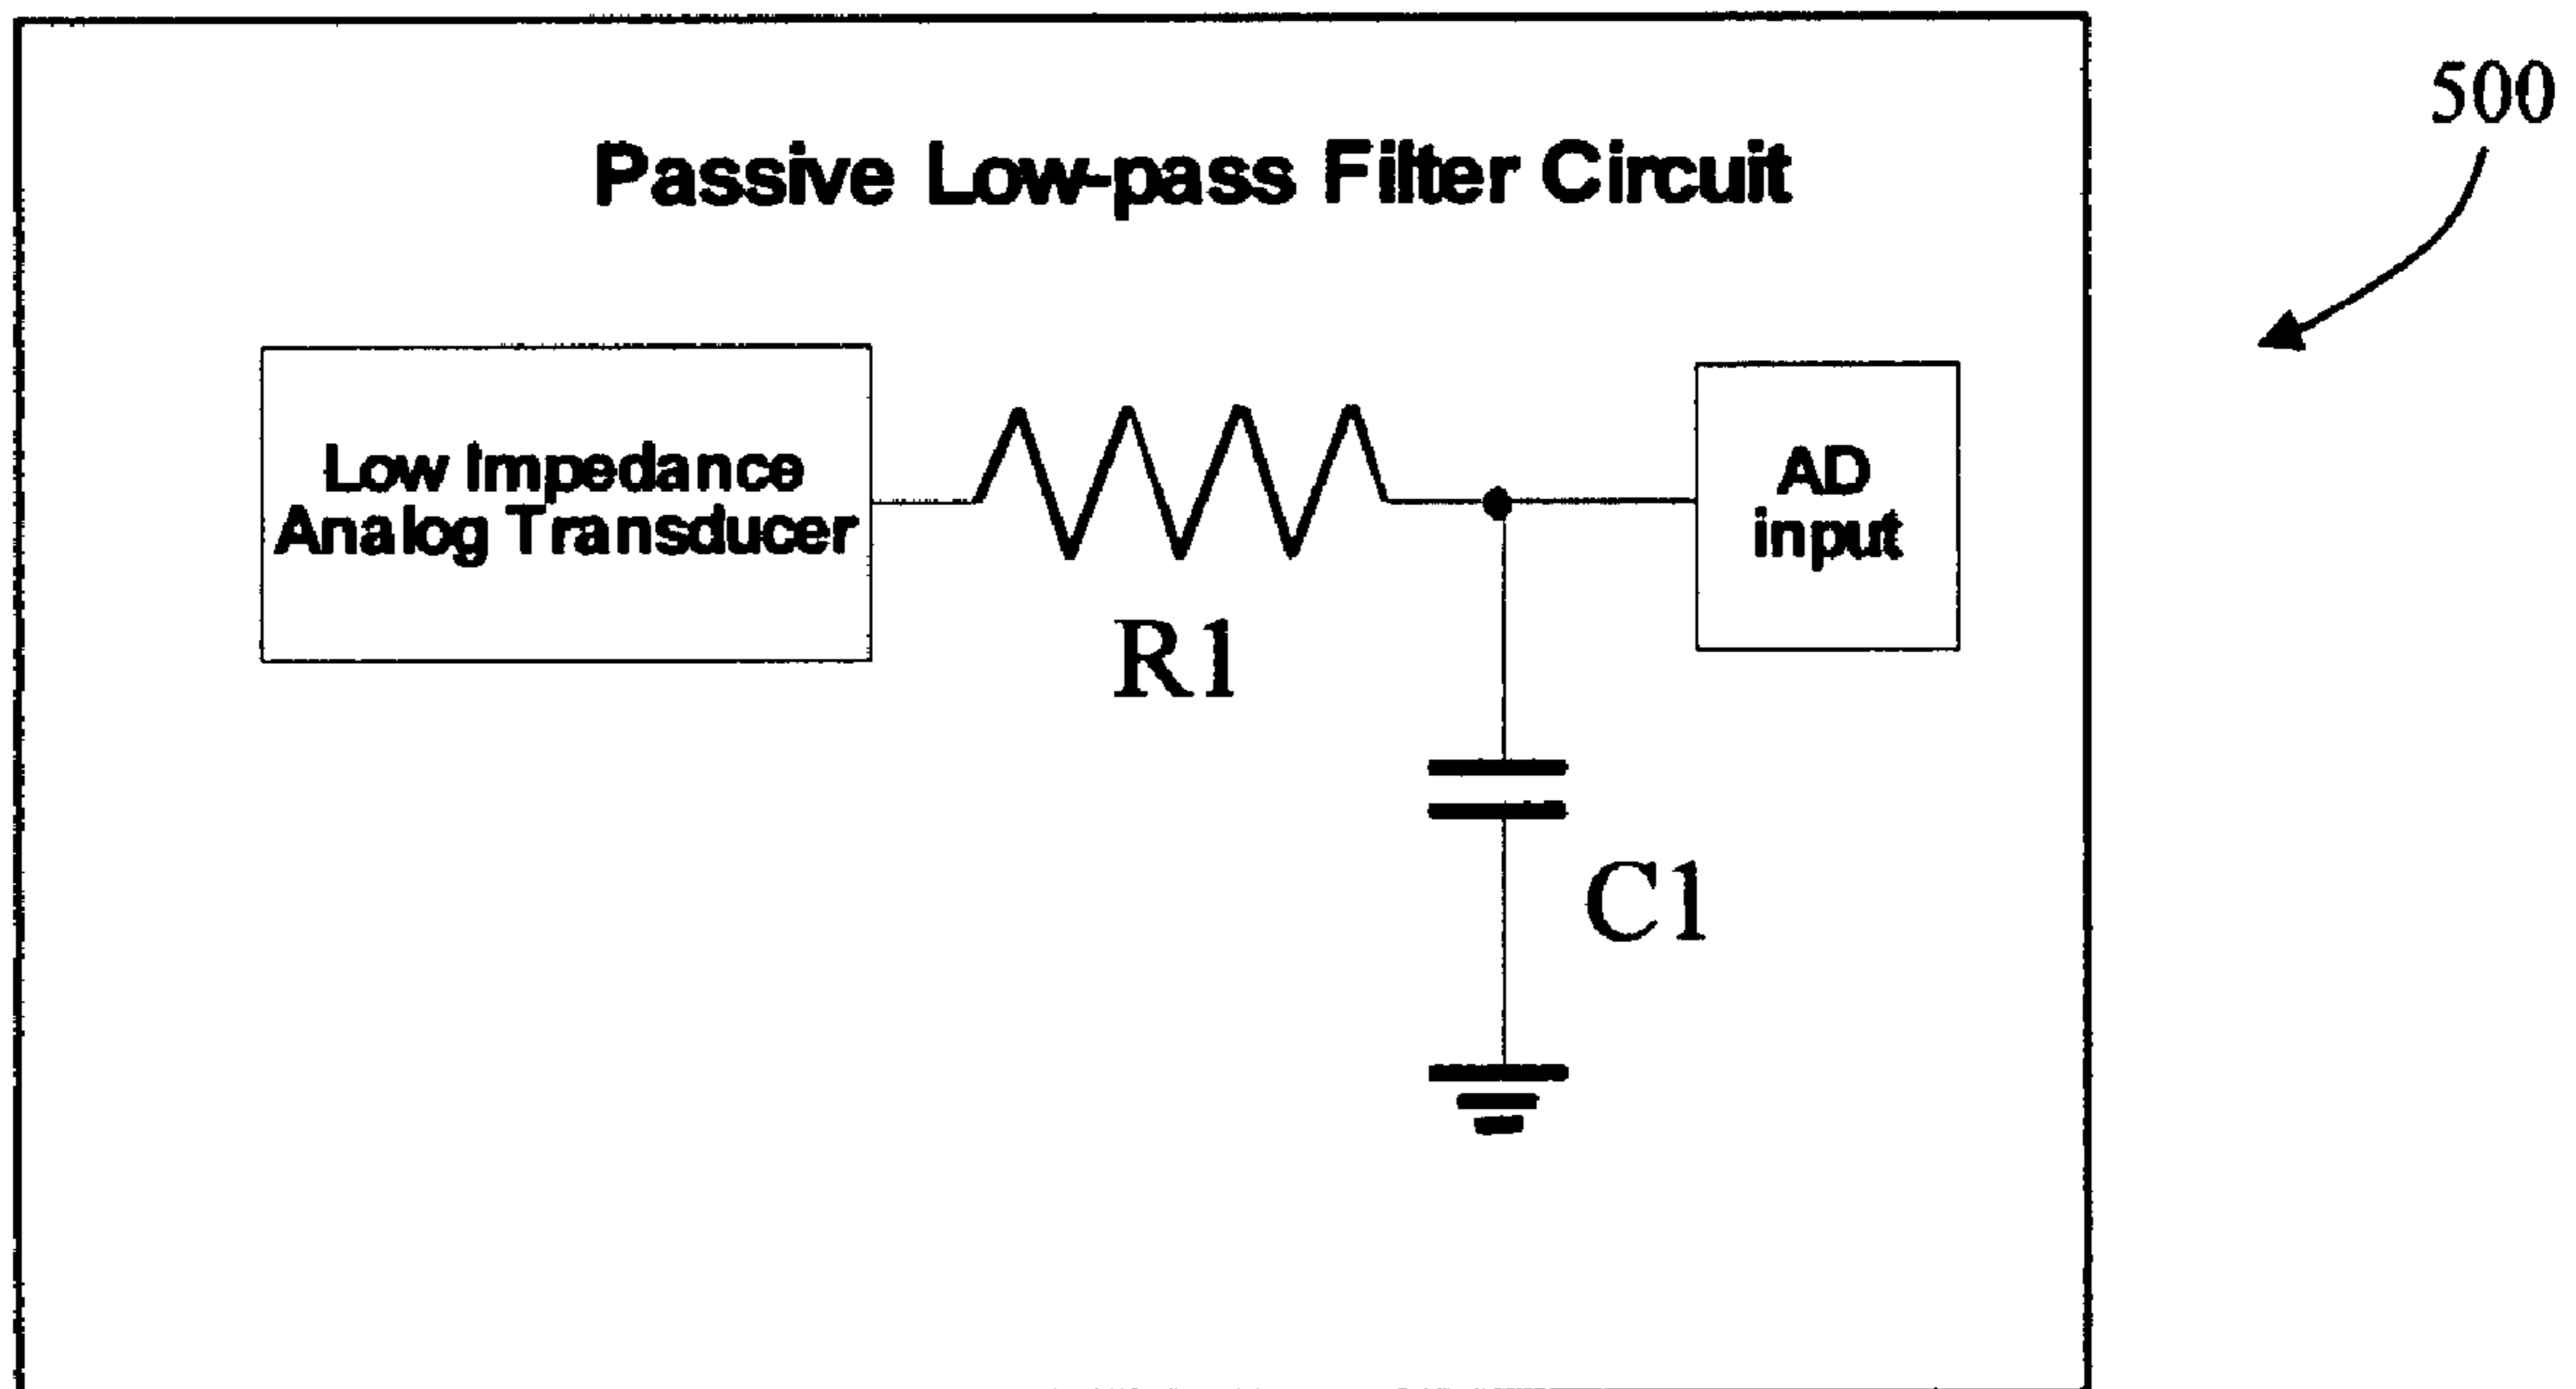 500
Passive Low-pass Filter Circuit
Low Impedance
Analog Transducer
AD
input
R1
C1